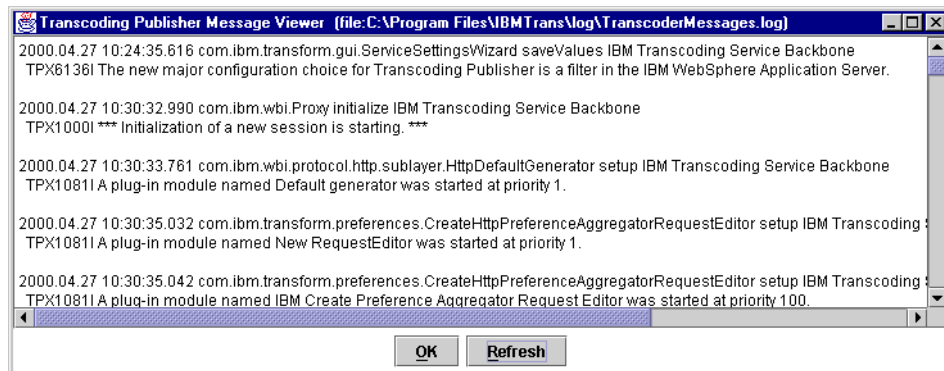 Transcoding Publisher Message Viewer (file:C:\Program Files\IBMTrans\log\TranscoderMessages.log)
2000.04.27 10:24:35.616 com.ibm.transform.gui.ServiceSettingsWizard saveValues IBM Transcoding Service Backbone
TPX6136I The new major configuration choice for Transcoding Publisher is a filter in the IBM WebSphere Application Server.
2000.04.27 10:30:32.990 com.ibm.wbi.Proxy initialize IBM Transcoding Service Backbone
TPX1000I *** Initialization of a new session is starting. ***
2000.04.27 10:30:33.761 com.ibm.wbi.protocol.http.sublayer.HttpDefaultGenerator setup IBM Transcoding Service Backbone
TPX1081I A plug-in module named Default generator was started at priority 1.
2000.04.27 10:30:35.032 com.ibm.transform.preferences.CreateHttpPreferenceAggregatorRequestEditor setup IBM Transcoding
TPX1081I A plug-in module named New RequestEditor was started at priority 1.
2000.04.27 10:30:35.042 com.ibm.transform.preferences.CreateHttpPreferenceAggregatorRequestEditor setup IBM Transcoding
TPX1081I A plug-in module named IBM Create Preference Aggregator Request Editor was started at priority 100.
OK Refresh